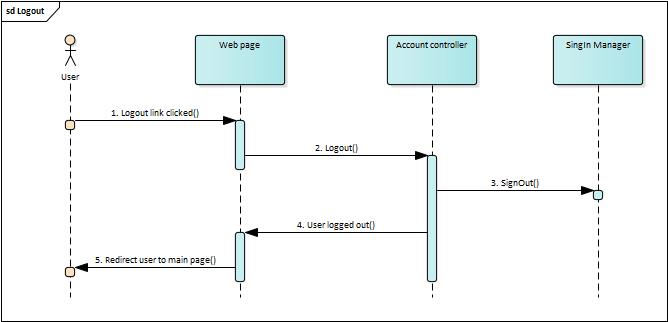 sd Logout
User
Web page
Account controller
SingIn Manager
1. Logout link clicked()
2. Logout()
3. SignOut()
4. User logged out()
5. Redirect user to main page()